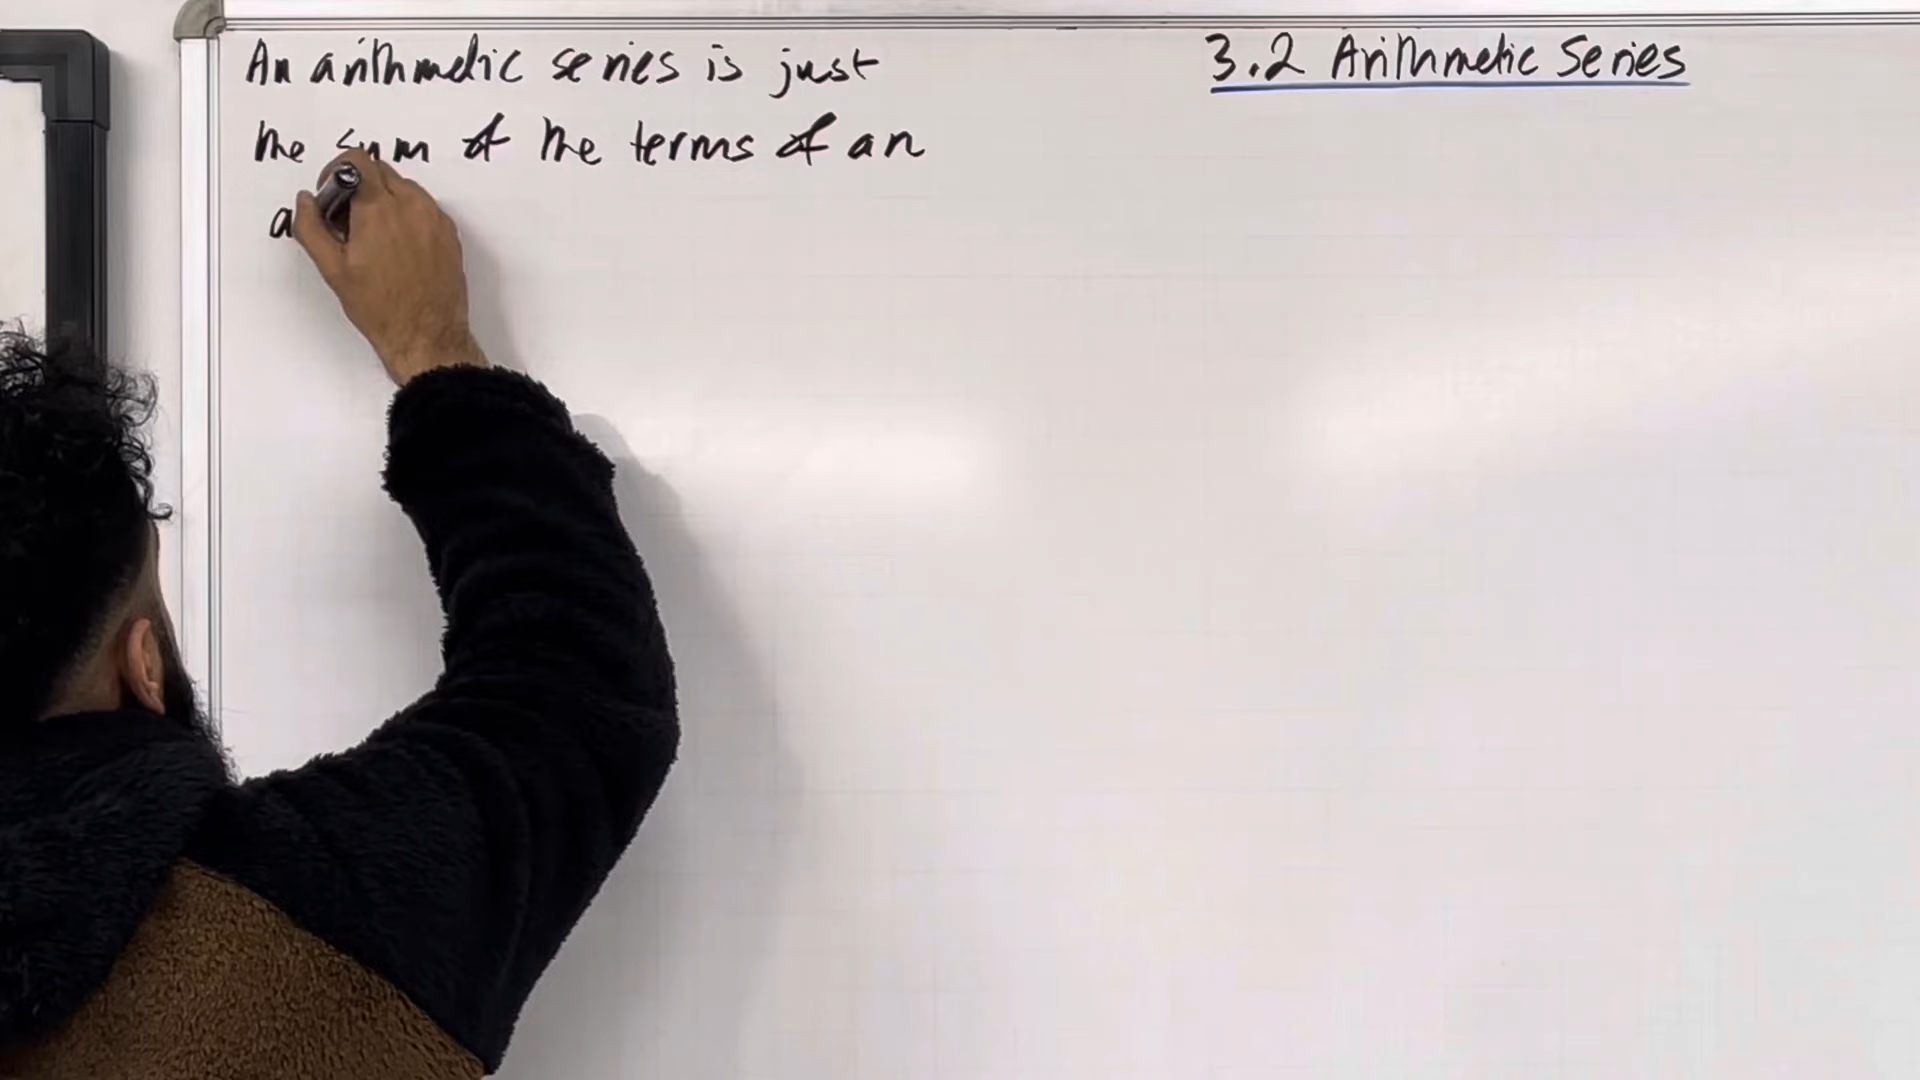 An arithmetic series is just
the sum of the terms of an
a
3.2 Arithmetic Series